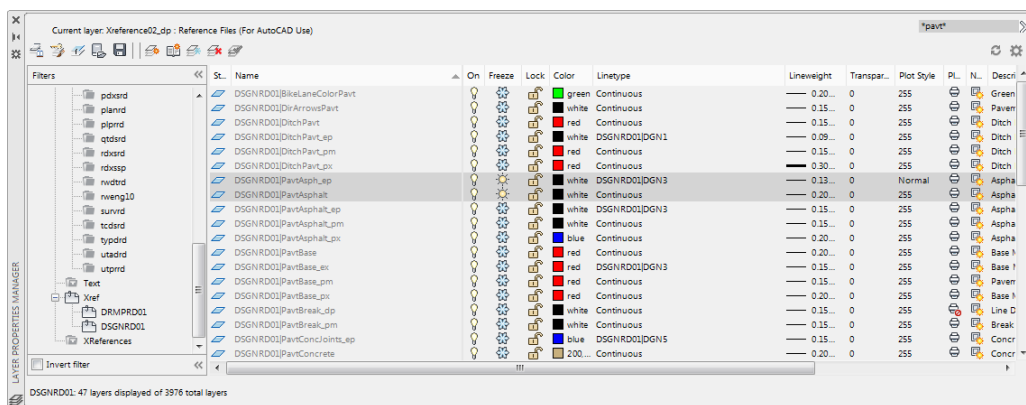 Current layer: Xreference02_dp : Reference Files (For AutoCAD Use)
*pavt*
Filters
St.. Name On Freeze Lock Color Linetype Lineweight Transpar... Plot Style Pl... N... Descri
pdxsrd
planrd
plprrd
qtdsrd
rdxsrd
rdxssp
rwdtrd
rweng10
survrd
tcdsrd
typdrd
utadrd
utprrd
Text
Xref
DRMPRD01
DSGNRD01
XReferences
Invert filter
DSGNRD01|BikeLaneColorPavt green Continuous 0.20... 0 255 Green
DSGNRD01|DirArrowsPavt white Continuous 0.15... 0 255 Pavem
DSGNRD01|DitchPavt red Continuous 0.15... 0 255 Ditch
DSGNRD01|DitchPavt_ep white DSGNRD01|DGN1 0.09... 0 255 Ditch
DSGNRD01|DitchPavt_pm red Continuous 0.15... 0 255 Ditch
DSGNRD01|DitchPavt_px red Continuous 0.30... 0 255 Ditch
DSGNRD01|PavtAsph_ep white DSGNRD01|DGN3 0.13... 0 Normal Aspha
DSGNRD01|PavtAsphalt white Continuous 0.20... 0 255 Aspha
DSGNRD01|PavtAsphalt_ep white DSGNRD01|DGN3 0.15... 0 255 Aspha
DSGNRD01|PavtAsphalt_pm white Continuous 0.15... 0 255 Aspha
DSGNRD01|PavtAsphalt_px blue Continuous 0.20... 0 255 Aspha
DSGNRD01|PavtBase red Continuous 0.20... 0 255 Base M
DSGNRD01|PavtBase_ex red DSGNRD01|DGN3 0.15... 0 255 Base M
DSGNRD01|PavtBase_pm red Continuous 0.15... 0 255 Pavem
DSGNRD01|PavtBase_px red Continuous 0.20... 0 255 Base M
DSGNRD01|PavtBreak_dp white Continuous 0.15... 0 255 Line D
DSGNRD01|PavtBreak_pm white Continuous 0.15... 0 255 Break
DSGNRD01|PavtConcJoints_ep blue DSGNRD01|DGN5 0.15... 0 255 Concr
DSGNRD01|PavtConcrete 200,... Continuous 0.20... 0 255 Concr
LAYER PROPERTIES MANAGER
DSGNRD01: 47 layers displayed of 3976 total layers